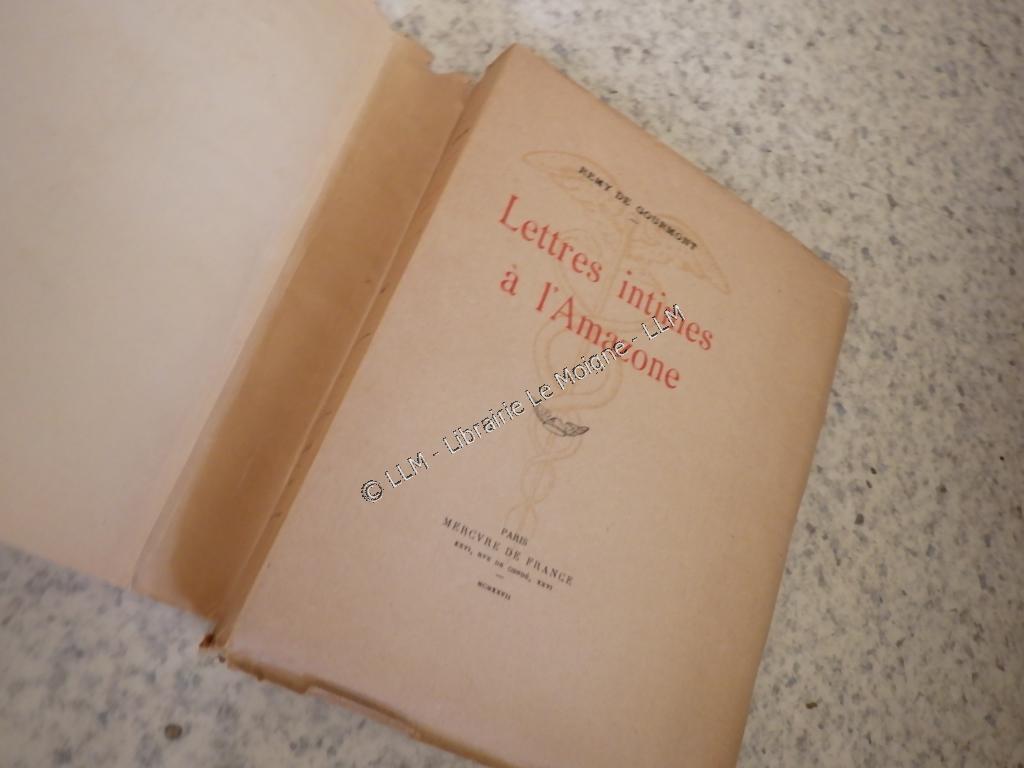 REMY DE GOURMONT
Lettres intimes
à l'Amazone
© LLM - Librairie Le Moigne - LLM
PARIS
MERCVRE DE FRANCE
XXVI, RVE DE CONDÉ, XXVI
MCMXXVII